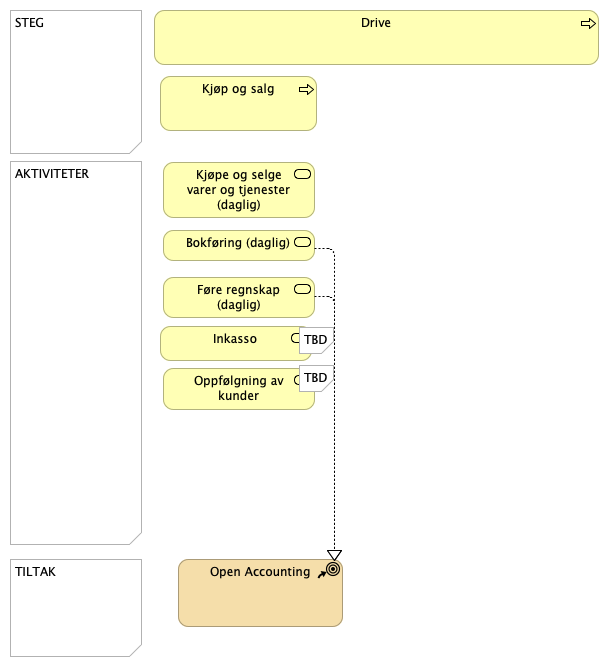 STEG
Drive
Kjøp og salg
AKTIVITETER
Kjøpe og selge
varer og tjenester
(daglig)
Bokføring (daglig)
Føre regnskap
(daglig)
Inkasso
TBD
Oppfølgning av
kunder
TBD
TILTAK
Open Accounting